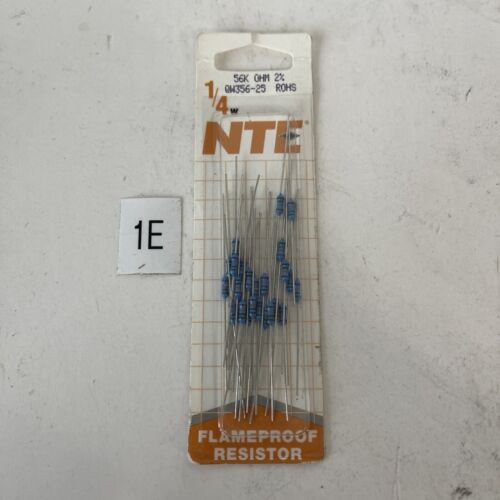 56K OHM 2%
QW356-25 ROHS
1/4 W
NTE
1E
FLAMEPROOF
RESISTOR